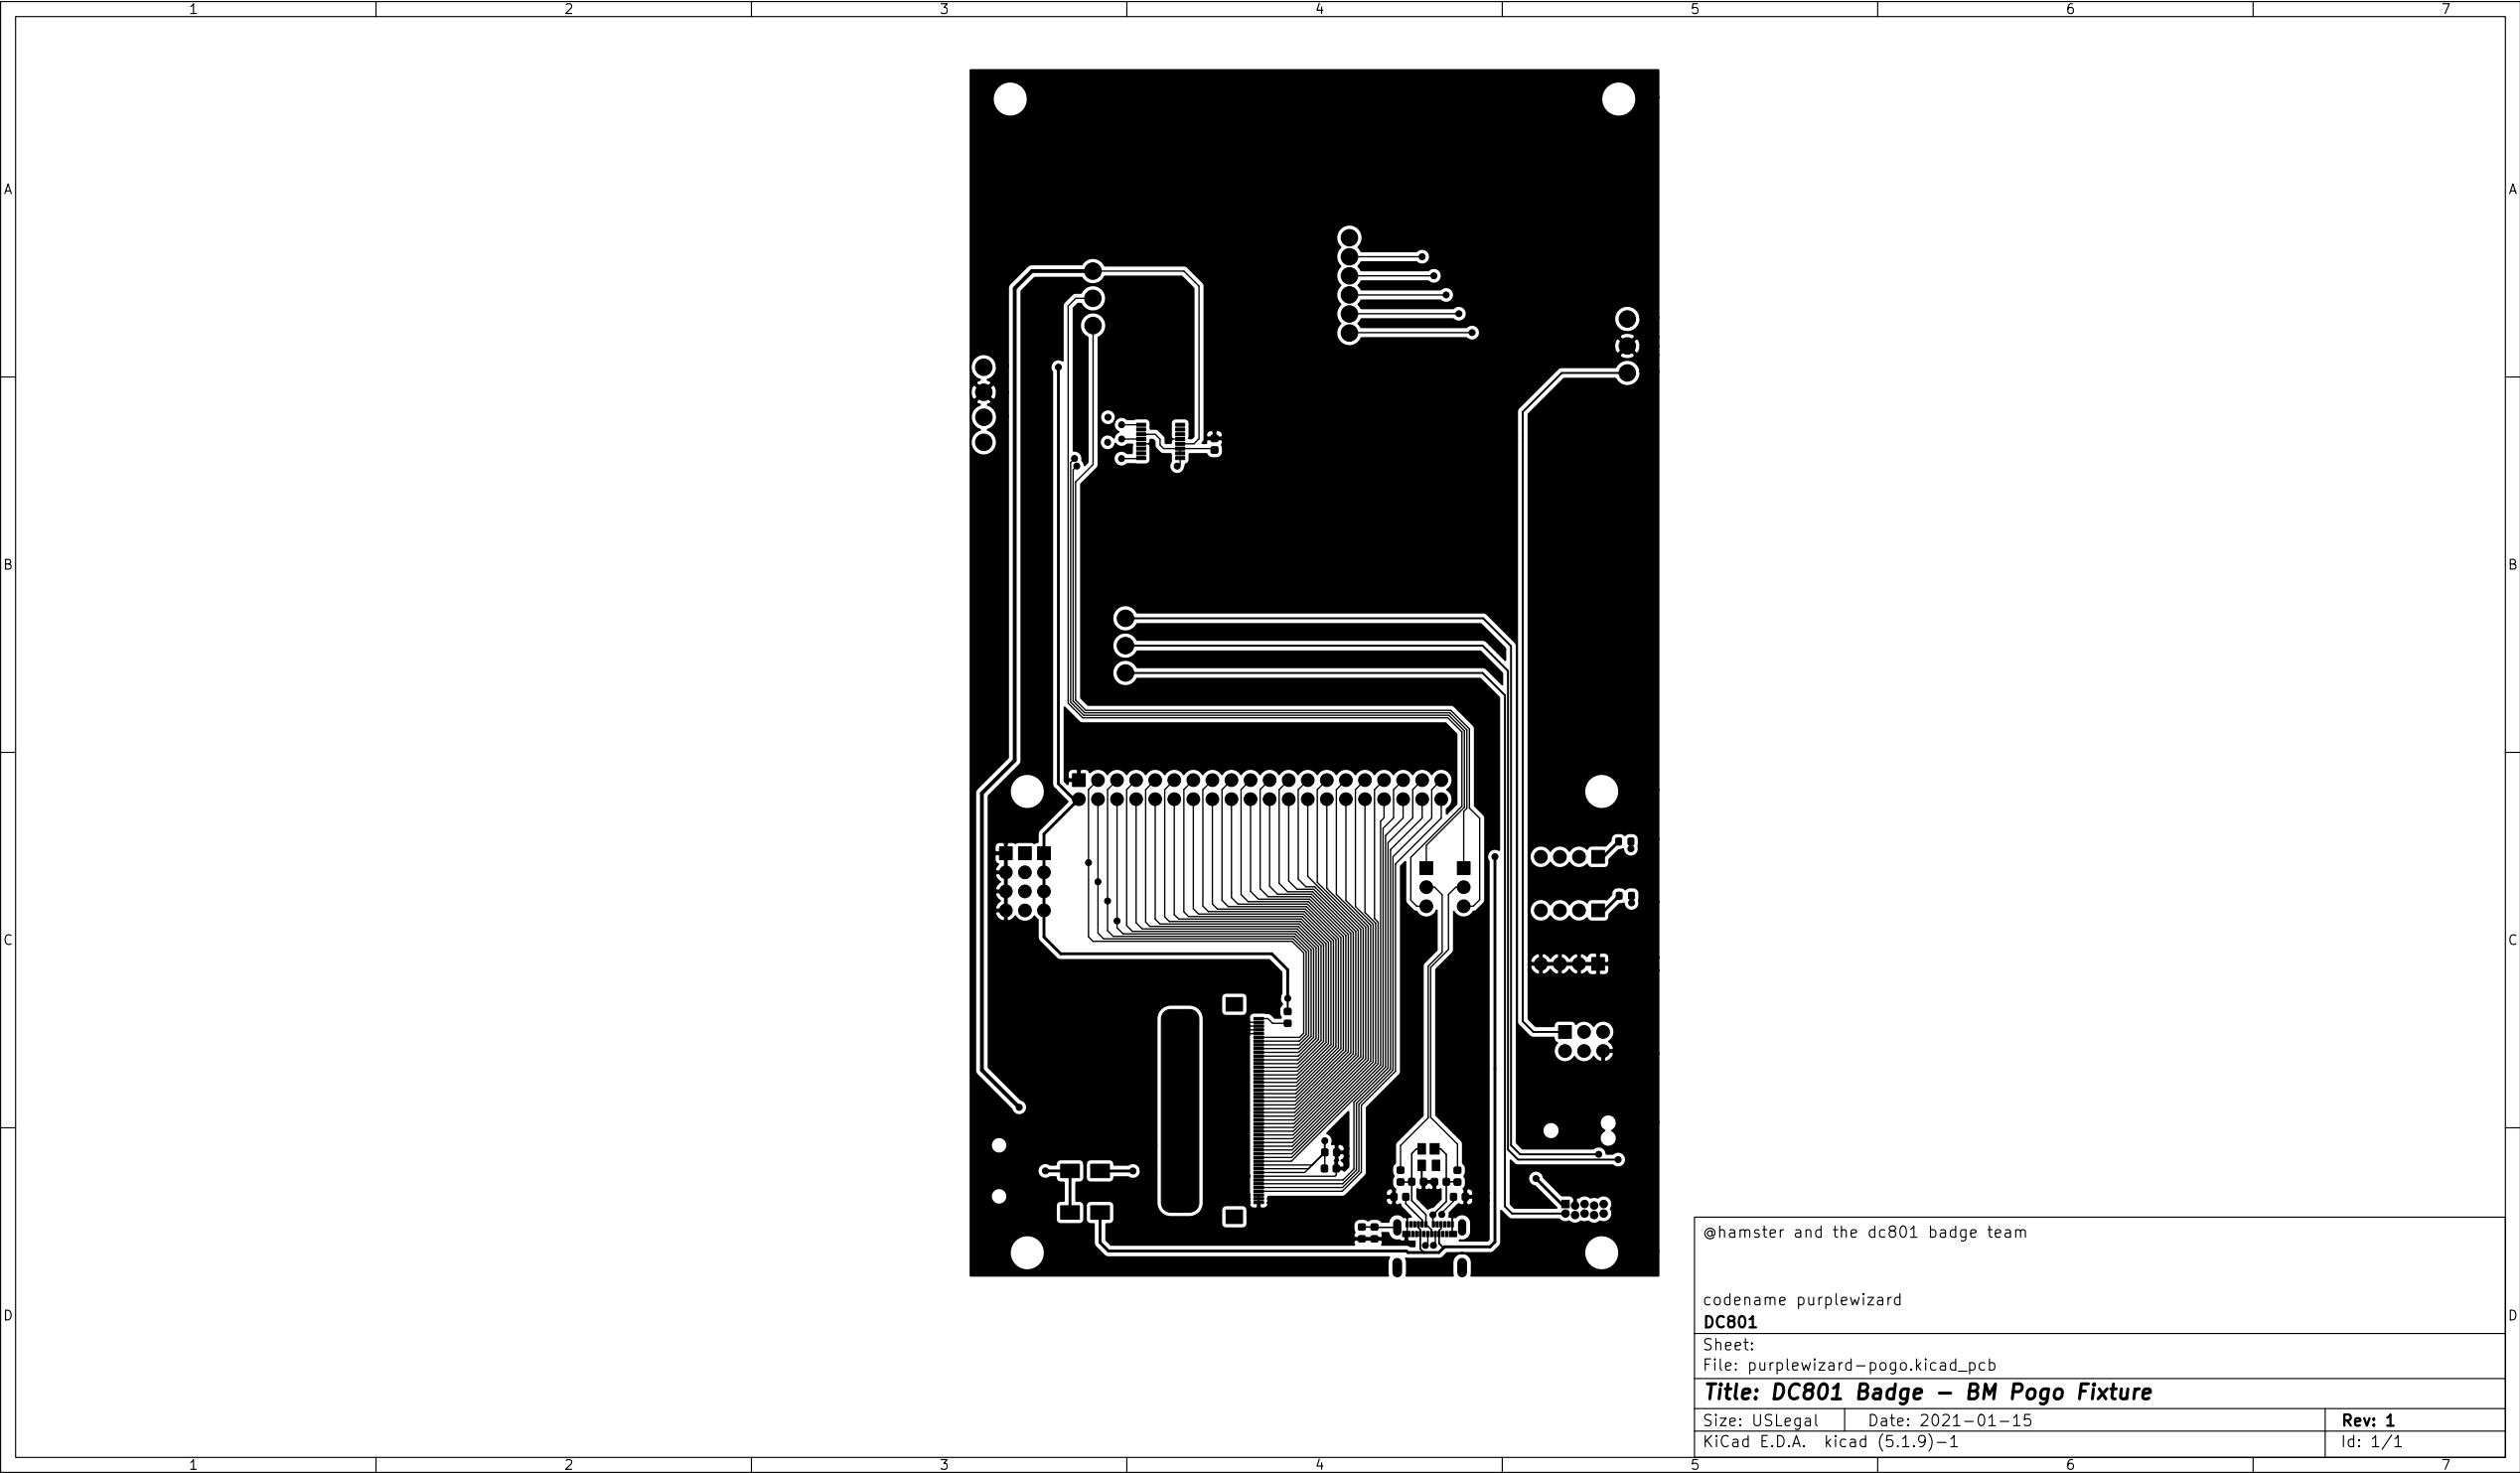 1 2 3 4 5 6 7
A A
B B
C C
@hamster and the dc801 badge team
codename purplewizard
D D
DC801
Sheet:
File: purplewizard-pogo.kicad_pcb
Title: DC801 Badge - BM Pogo Fixture
Size: USLegal Date: 2021-01-15 Rev: 1
KiCad E.D.A. kicad (5.1.9)-1 Id: 1/1
1 2 3 4 5 6 7